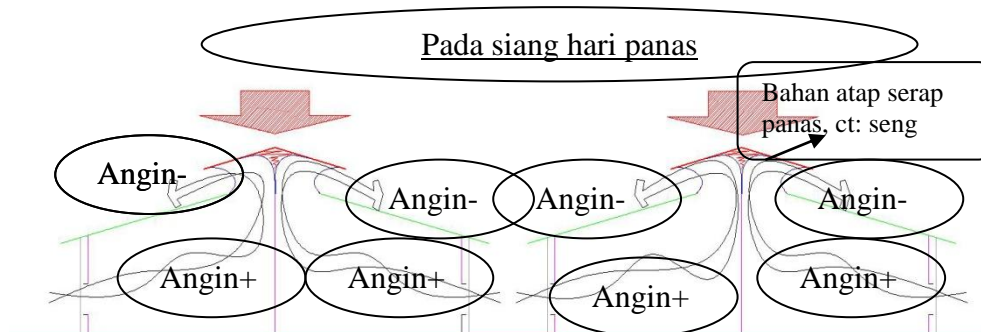 Pada siang hari panas
Bahan atap serap
panas, ct: seng
Angin-
Angin-
Angin-
Angin-
Angin+
Angin+
Angin+
Angin+